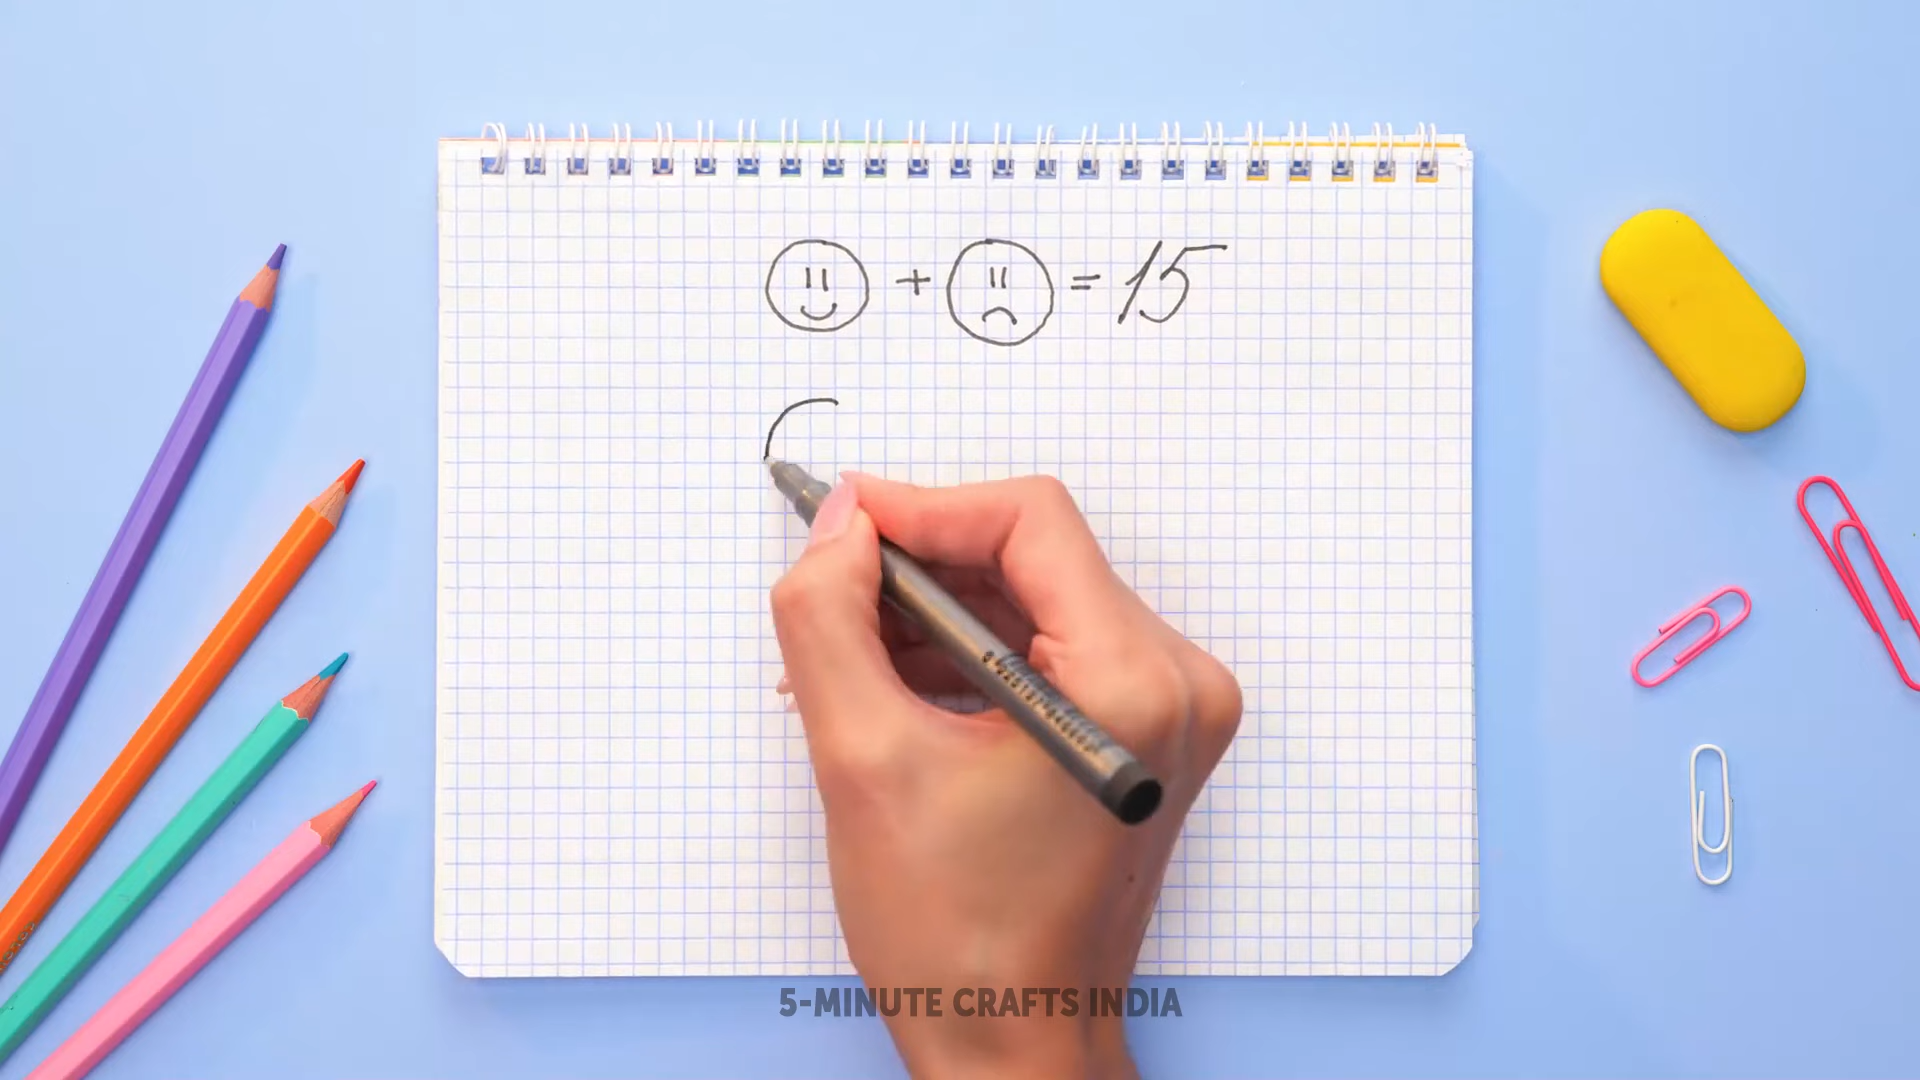 + = 15
5-MINUTE CRAFTS INDIA